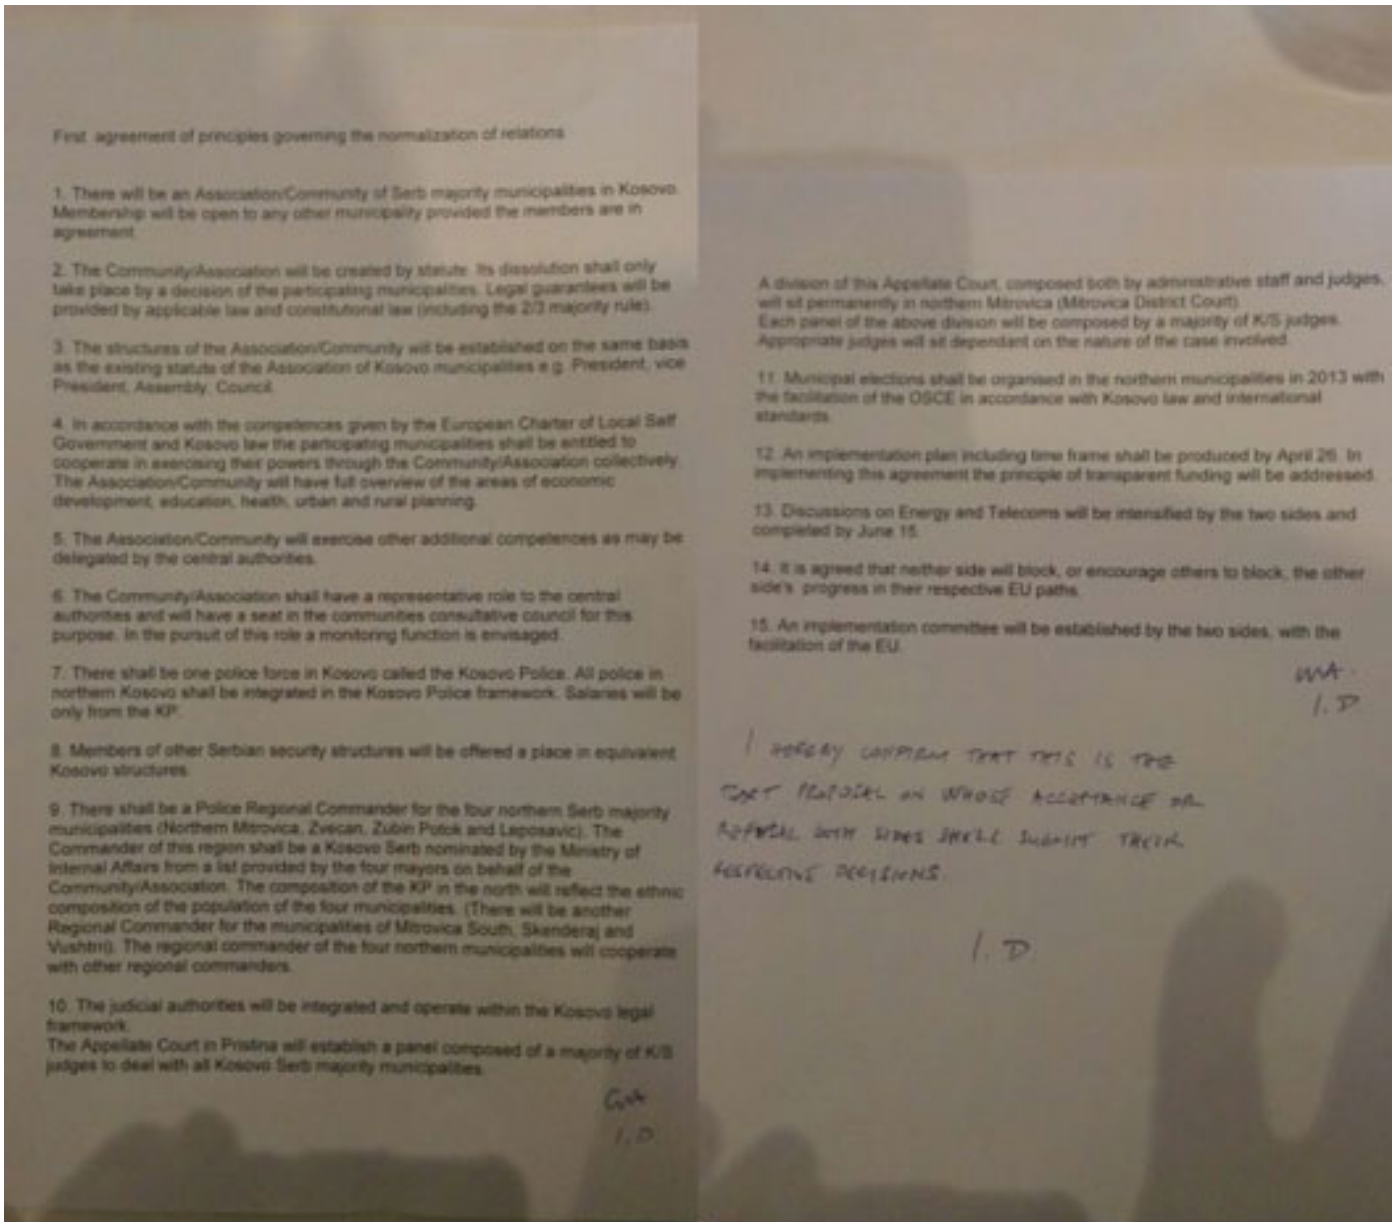 First agreement of principles governing the normalization of relations
1. There will be an Association/Community of Serb majority municipalities in Kosovo.
Membership will be open to any other municipality provided the members are in
agreement.
2. The Community/Association will be created by statute. Its dissolution shall only
take place by a decision of the participating municipalities. Legal guarantees will be
provided by applicable law and constitutional law (including the 2/3 majority rule).
3. The structures of the Association/Community will be established on the same basis
as the existing statute of the Association of Kosovo municipalities e.g. President, vice
President, Assembly, Council.
4. In accordance with the competences given by the European Charter of Local Self
Government and Kosovo law the participating municipalities shall be entitled to
cooperate in exercising their powers through the Community/Association collectively.
The Association/Community will have full overview of the areas of economic
development, education, health, urban and rural planning.
5. The Association/Community will exercise other additional competences as may be
delegated by the central authorities.
6. The Community/Association shall have a representative role to the central
authorities and will have a seat in the communities consultative council for this
purpose. In the pursuit of this role a monitoring function is envisaged.
7. There shall be one police force in Kosovo called the Kosovo Police. All police in
northern Kosovo shall be integrated in the Kosovo Police framework. Salaries will be
only from the KP.
8. Members of other Serbian security structures will be offered a place in equivalent
Kosovo structures.
9. There shall be a Police Regional Commander for the four northern Serb majority
municipalities (Northern Mitrovica, Zvecan, Zubin Potok and Leposavic). The
Commander of this region shall be a Kosovo Serb nominated by the Ministry of
Internal Affairs from a list provided by the four mayors on behalf of the
Community/Association. The composition of the KP in the north will reflect the ethnic
composition of the population of the four municipalities. (There will be another
Regional Commander for the municipalities of Mitrovica South, Skenderaj and
Vushtrri). The regional commander of the four northern municipalities will cooperate
with other regional commanders.
10. The judicial authorities will be integrated and operate within the Kosovo legal
framework.
The Appellate Court in Pristina will establish a panel composed of a majority of K/S
judges to deal with all Kosovo Serb majority municipalities.
I.D.
A division of this Appellate Court, composed both by administrative staff and judges,
will sit permanently in northern Mitrovica (Mitrovica District Court).
Each panel of the above division will be composed by a majority of K/S judges.
Appropriate judges will sit dependant on the nature of the case involved.
11. Municipal elections shall be organised in the northern municipalities in 2013 with
the facilitation of the OSCE in accordance with Kosovo law and international
standards.
12. An implementation plan including time frame shall be produced by April 26. In
implementing this agreement the principle of transparent funding will be addressed.
13. Discussions on Energy and Telecoms will be intensified by the two sides and
completed by June 15.
14. It is agreed that neither side will block, or encourage others to block, the other
side's progress in their respective EU paths.
15. An implementation committee will be established by the two sides, with the
facilitation of the EU.
I.D
I HEREBY CONFIRM THAT THIS IS THE
TEXT PROPOSAL ON WHOSE ACCEPTANCE OR
REFUSAL BOTH SIDES SHALL SUBMIT THEIR
RESPECTIVE DECISIONS.
I.D.